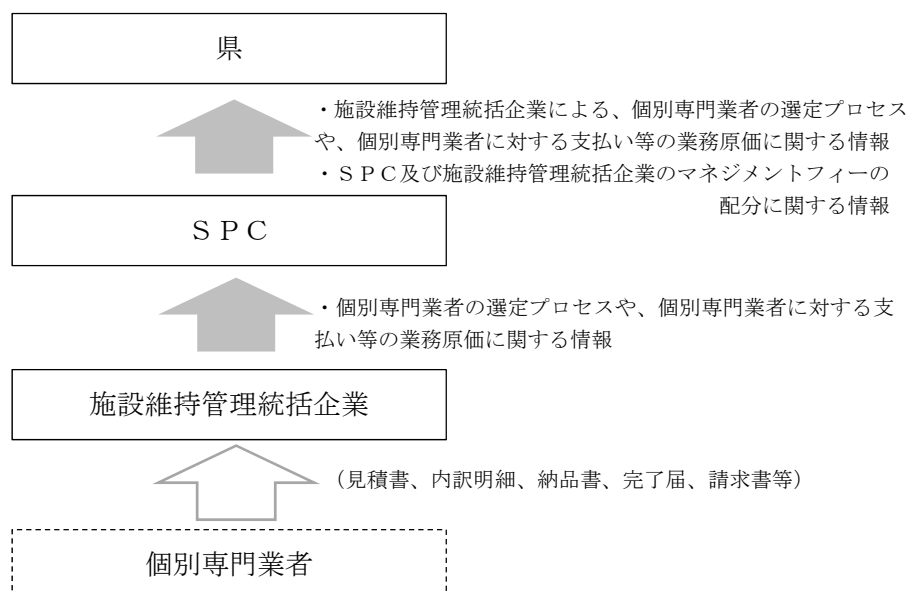 県
・施設維持管理統括企業による、個別専門業者の選定プロセス
や、個別専門業者に対する支払い等の業務原価に関する情報
・ＳＰＣ及び施設維持管理統括企業のマネジメントフィーの
配分に関する情報
ＳＰＣ
・個別専門業者の選定プロセスや、個別専門業者に対する支
払い等の業務原価に関する情報
施設維持管理統括企業
（見積書、内訳明細、納品書、完了届、請求書等）
個別専門業者